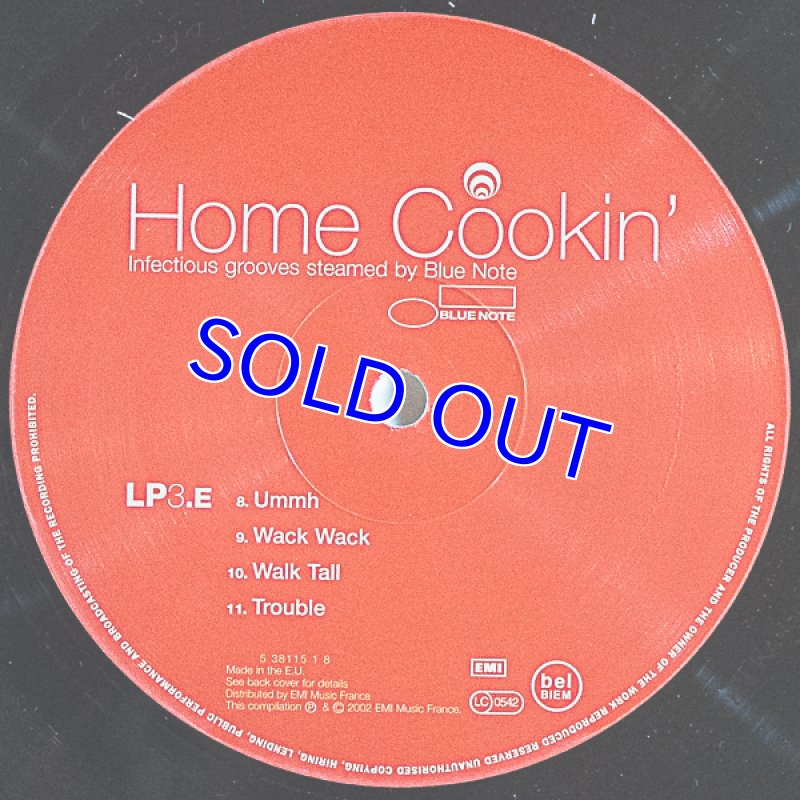 Home Cookin'
Infectious grooves steamed by Blue Note
BLUE NOTE
SOLD OUT
LP3.E
8. Ummh
9. Wack Wack
10. Walk Tall
11. Trouble
5 38115 1 8
Made in the E.U.
See back cover for details
Distributed by EMI Music France
This compilation ℗ & © 2002 EMI Music France.
EMI
LC 0542
bel
BIEM
ALL RIGHTS OF THE PRODUCER AND THE OWNER OF THE WORK REPRODUCED RESERVED UNAUTHORISED COPYING, HIRING, LENDING, PUBLIC PERFORMANCE AND BROADCASTING OF THE RECORDING PROHIBITED.